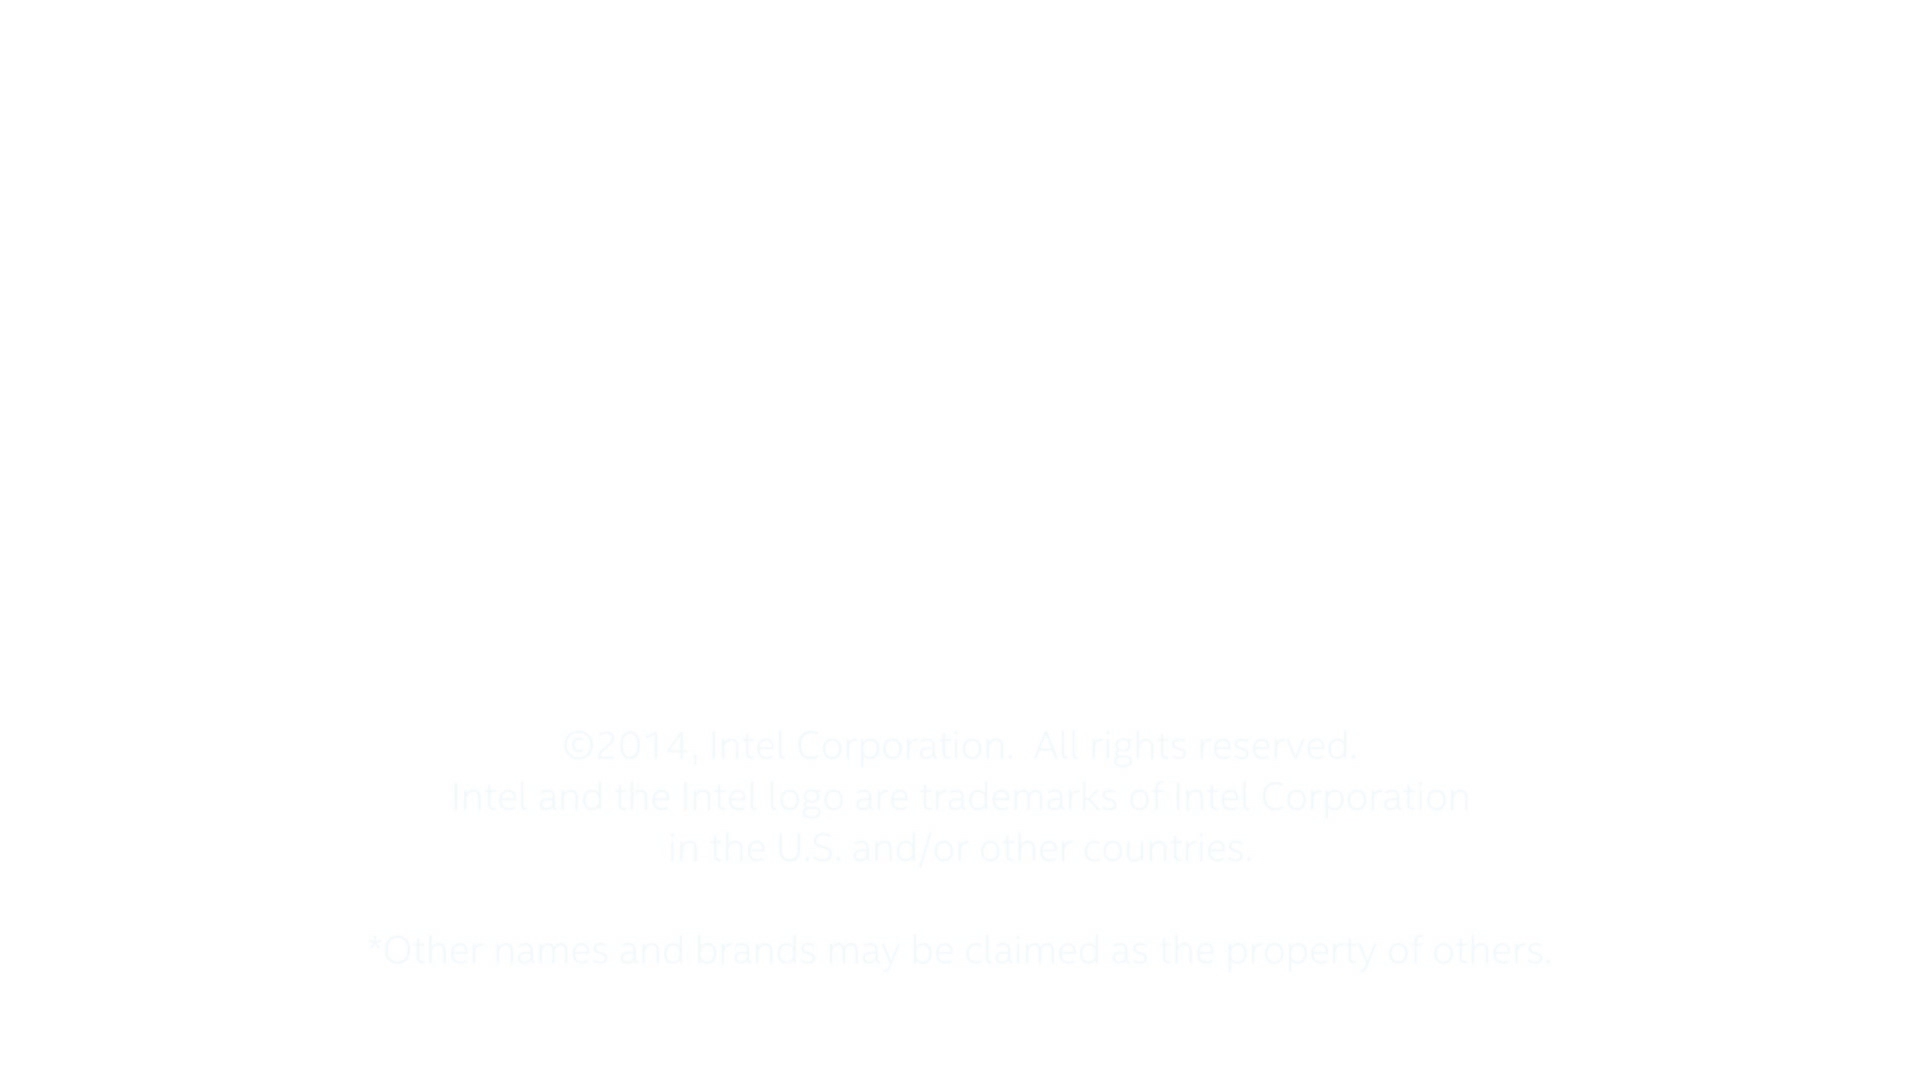 ©2014, Intel Corporation.  All rights reserved.
Intel and the Intel logo are trademarks of Intel Corporation
in the U.S. and/or other countries.
*Other names and brands may be claimed as the property of others.